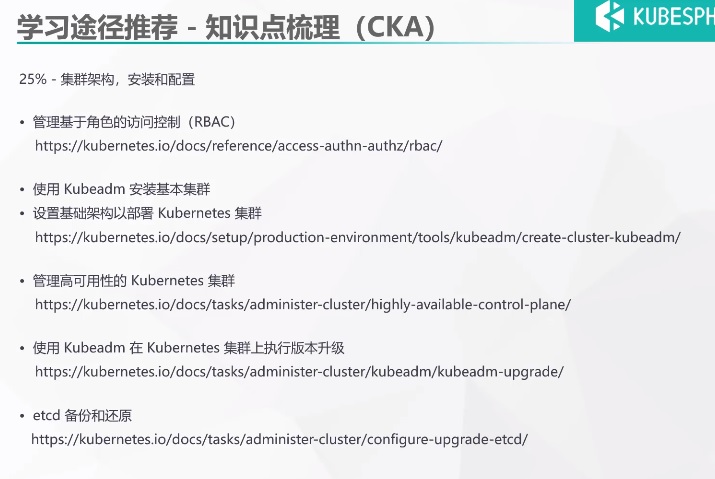 学习途径推荐 - 知识点梳理（CKA）
KUBESPH
25% - 集群架构，安装和配置
• 管理基于角色的访问控制（RBAC）
https://kubernetes.io/docs/reference/access-authn-authz/rbac/
• 使用 Kubeadm 安装基本集群
• 设置基础架构以部署 Kubernetes 集群
https://kubernetes.io/docs/setup/production-environment/tools/kubeadm/create-cluster-kubeadm/
• 管理高可用性的 Kubernetes 集群
https://kubernetes.io/docs/tasks/administer-cluster/highly-available-control-plane/
• 使用 Kubeadm 在 Kubernetes 集群上执行版本升级
https://kubernetes.io/docs/tasks/administer-cluster/kubeadm/kubeadm-upgrade/
• etcd 备份和还原
https://kubernetes.io/docs/tasks/administer-cluster/configure-upgrade-etcd/